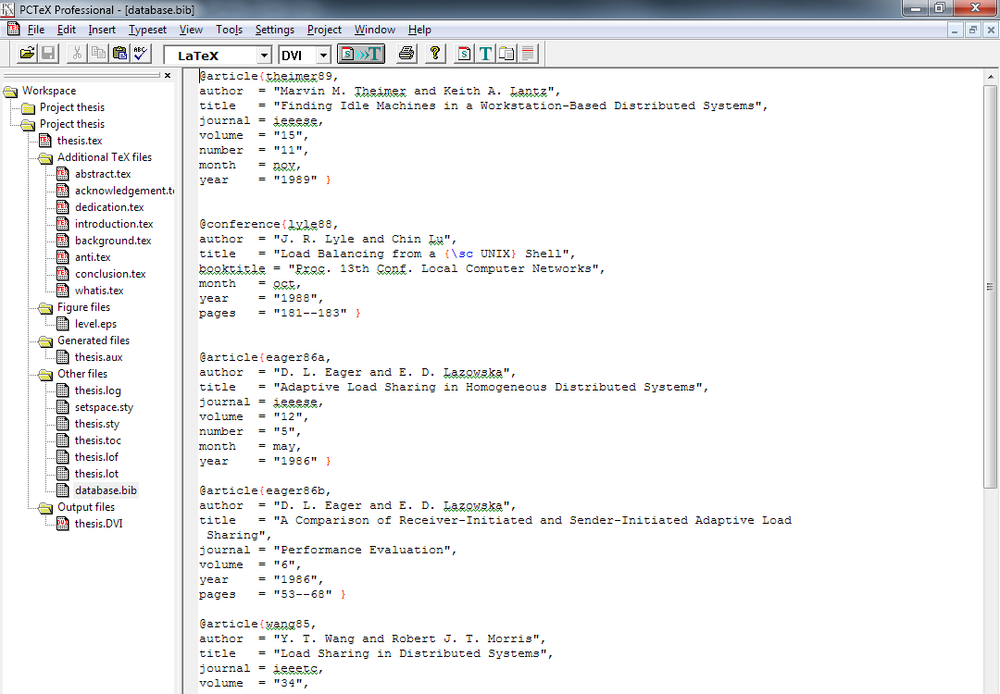 PCTeX Professional - [database.bib]
File Edit Insert Typeset View Tools Settings Project Window Help
LaTeX DVI
Workspace
Project thesis
Project thesis
thesis.tex
Additional TeX files
abstract.tex
acknowledgement.te
dedication.tex
introduction.tex
background.tex
anti.tex
conclusion.tex
whatis.tex
Figure files
level.eps
Generated files
thesis.aux
Other files
thesis.log
setspace.sty
thesis.sty
thesis.toc
thesis.lof
thesis.lot
database.bib
Output files
thesis.DVI
@article{theimer89,
author  = "Marvin M. Theimer and Keith A. Lantz",
title   = "Finding Idle Machines in a Workstation-Based Distributed Systems",
journal = ieeese,
volume  = "15",
number  = "11",
month   = nov,
year    = "1989" }
@conference{lyle88,
author  = "J. R. Lyle and Chin Lu",
title   = "Load Balancing from a {\sc UNIX} Shell",
booktitle = "Proc. 13th Conf. Local Computer Networks",
month   = oct,
year    = "1988",
pages   = "181--183" }
@article{eager86a,
author  = "D. L. Eager and E. D. Lazowska",
title   = "Adaptive Load Sharing in Homogeneous Distributed Systems",
journal = ieeese,
volume  = "12",
number  = "5",
month   = may,
year    = "1986" }
@article{eager86b,
author  = "D. L. Eager and E. D. Lazowska",
title   = "A Comparison of Receiver-Initiated and Sender-Initiated Adaptive Load
Sharing",
journal = "Performance Evaluation",
volume  = "6",
year    = "1986",
pages   = "53--68" }
@article{wang85,
author  = "Y. T. Wang and Robert J. T. Morris",
title   = "Load Sharing in Distributed Systems",
journal = ieeetc,
volume  = "34",